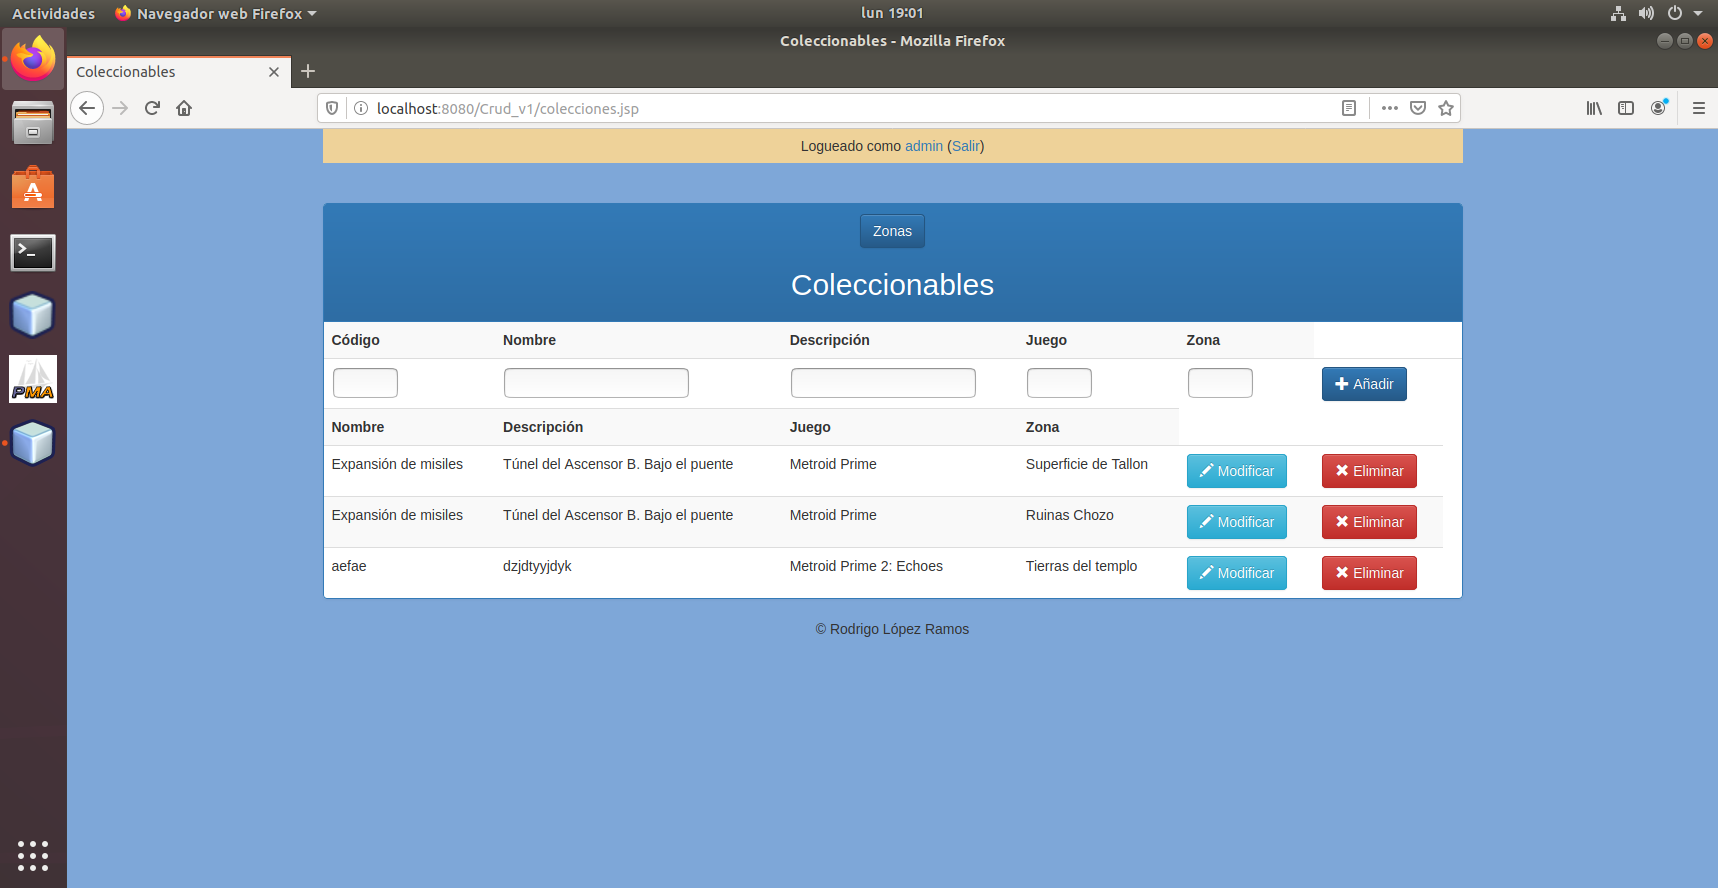 Actividades Navegador web Firefox lun 19:01
Coleccionables - Mozilla Firefox
Coleccionables
localhost:8080/Crud_v1/colecciones.jsp
Logueado como admin (Salir)
Zonas
Coleccionables
Código Nombre Descripción Juego Zona
Añadir
Nombre Descripción Juego Zona
Expansión de misiles Túnel del Ascensor B. Bajo el puente Metroid Prime Superficie de Tallon Modificar Eliminar
Expansión de misiles Túnel del Ascensor B. Bajo el puente Metroid Prime Ruinas Chozo Modificar Eliminar
aefae dzjdtyyjdyk Metroid Prime 2: Echoes Tierras del templo Modificar Eliminar
© Rodrigo López Ramos
PMA